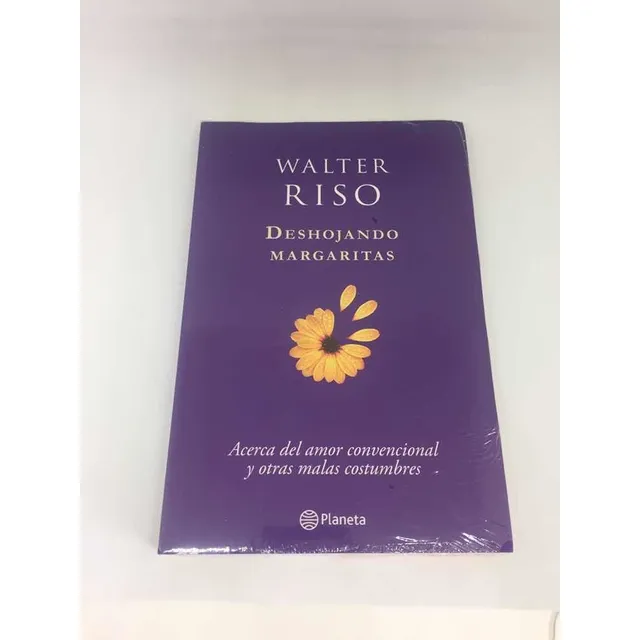 WALTER
RISO
DESHOJANDO
MARGARITAS
Acerca del amor convencional
y otras malas costumbres
Planeta